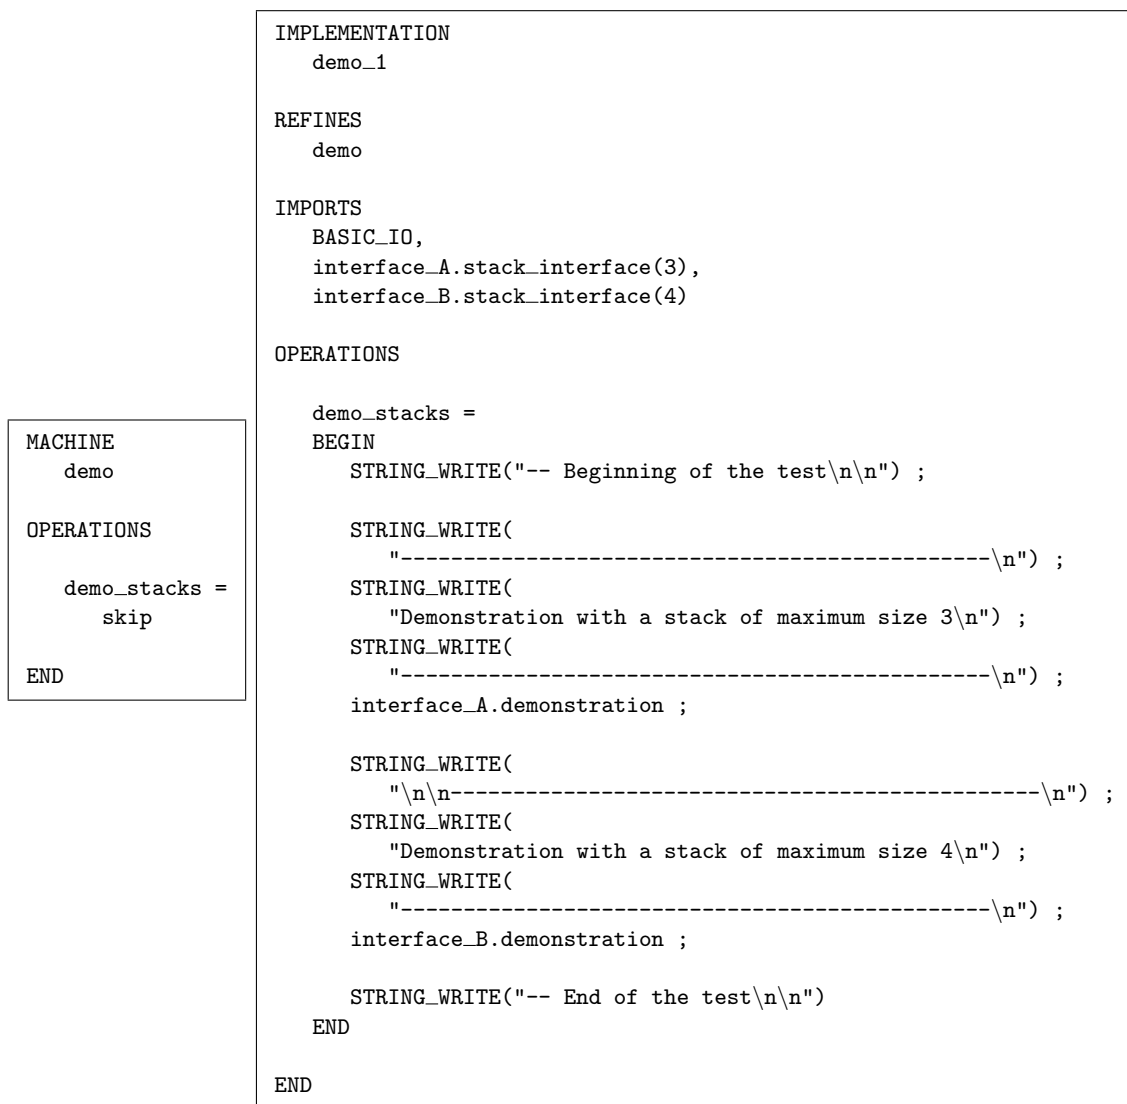 MACHINE
demo
OPERATIONS
demo_stacks =
skip
END
IMPLEMENTATION
demo_1
REFINES
demo
IMPORTS
BASIC_IO,
interface_A.stack_interface(3),
interface_B.stack_interface(4)
OPERATIONS
demo_stacks =
BEGIN
STRING_WRITE("-- Beginning of the test\n\n") ;
STRING_WRITE(
"-----------------------------------------------\n") ;
STRING_WRITE(
"Demonstration with a stack of maximum size 3\n") ;
STRING_WRITE(
"-----------------------------------------------\n") ;
interface_A.demonstration ;
STRING_WRITE(
"\n\n-----------------------------------------------\n") ;
STRING_WRITE(
"Demonstration with a stack of maximum size 4\n") ;
STRING_WRITE(
"-----------------------------------------------\n") ;
interface_B.demonstration ;
STRING_WRITE("-- End of the test\n\n")
END
END